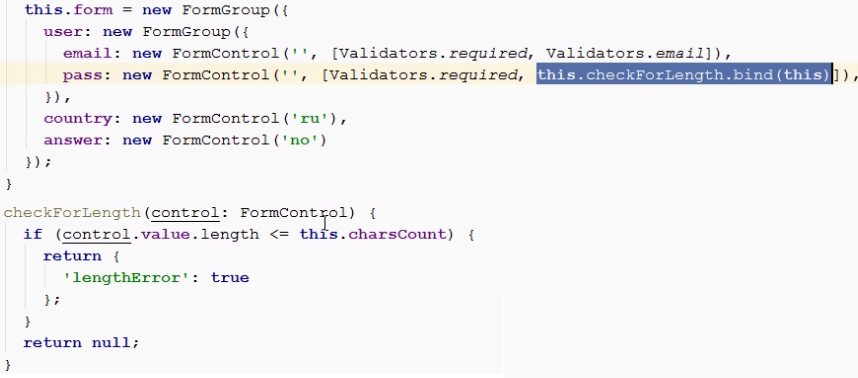 this.form = new FormGroup({
user: new FormGroup({
email: new FormControl('', [Validators.required, Validators.email]),
pass: new FormControl('', [Validators.required, this.checkForLength.bind(this)]),
}),
country: new FormControl('ru'),
answer: new FormControl('no')
});
}
checkForLength(control: FormControl) {
if (control.value.length <= this.charsCount) {
return {
'lengthError': true
};
}
return null;
}